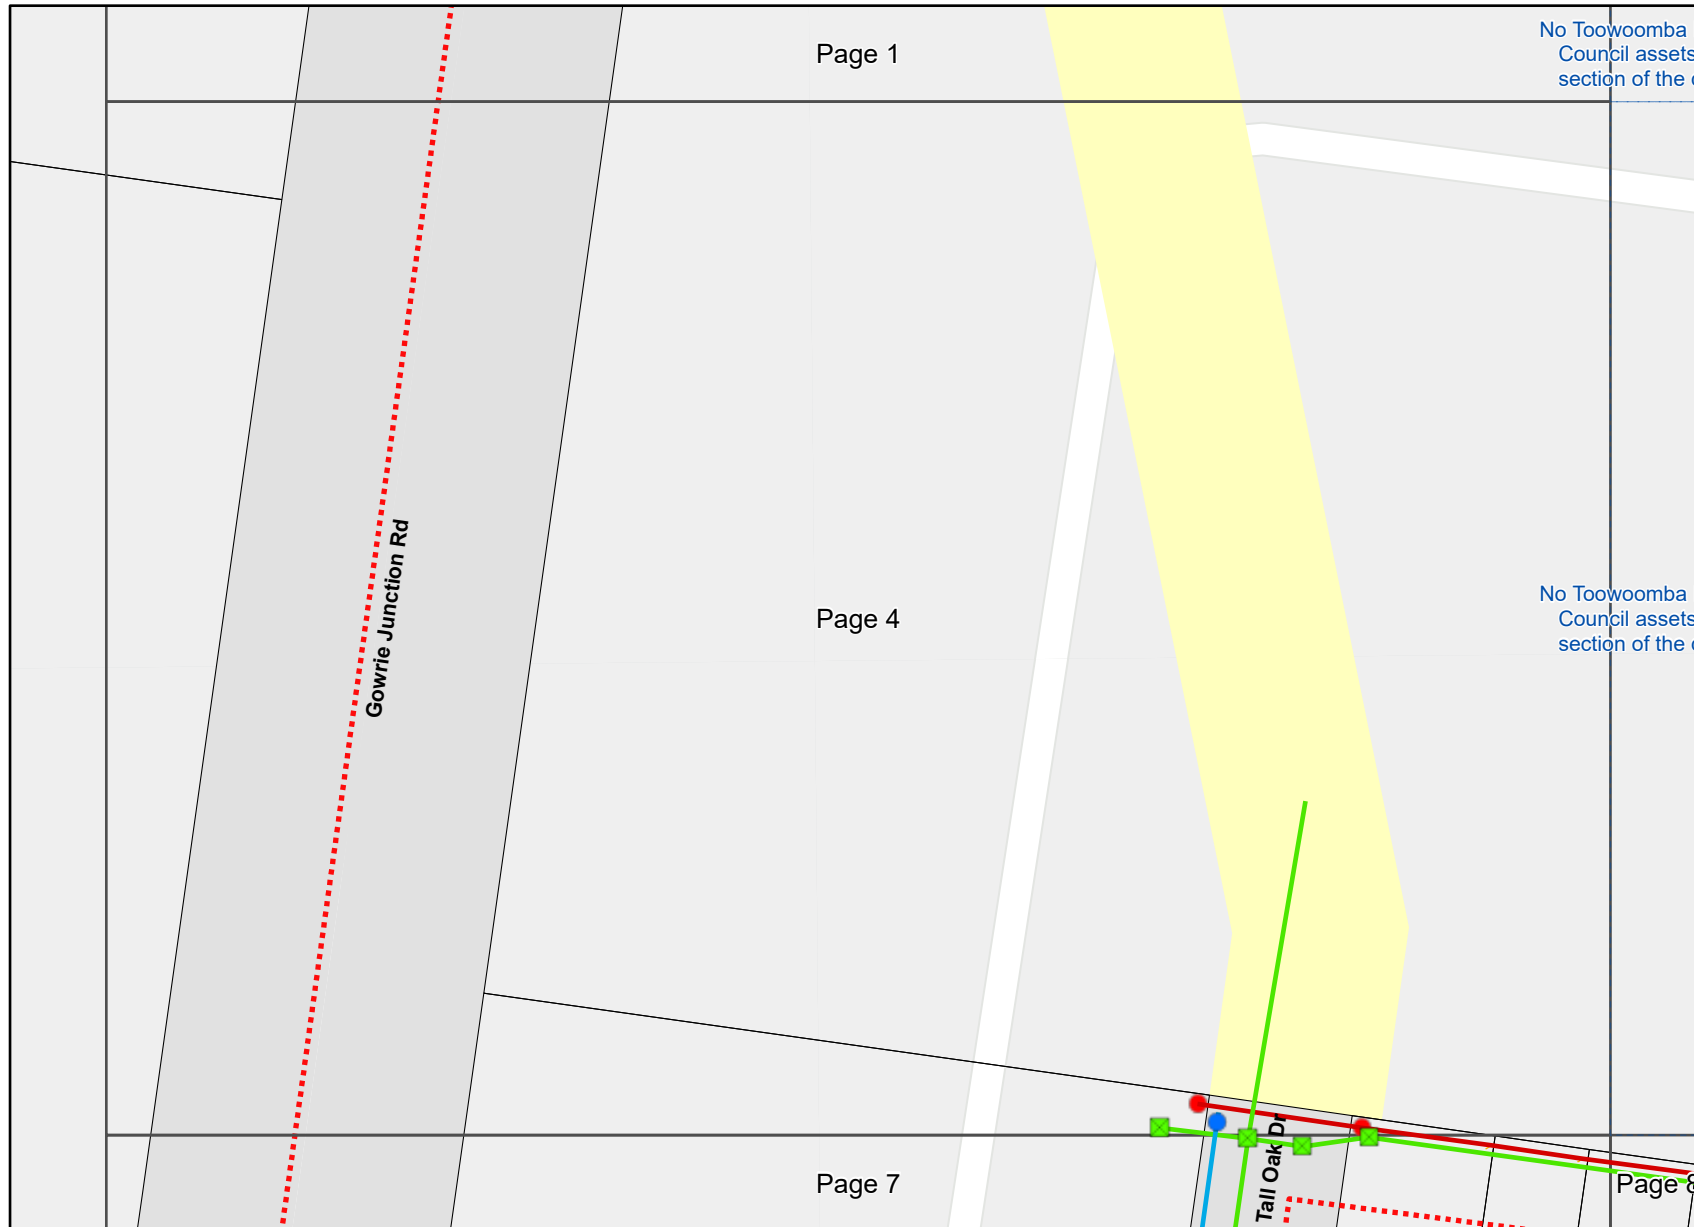 Page 1
No Toowoomba
Council assets
section of the
Gowrie Junction Rd
Page 4
No Toowoomba
Council assets
section of the
Tall Oak Dr
Page 7
Page 8